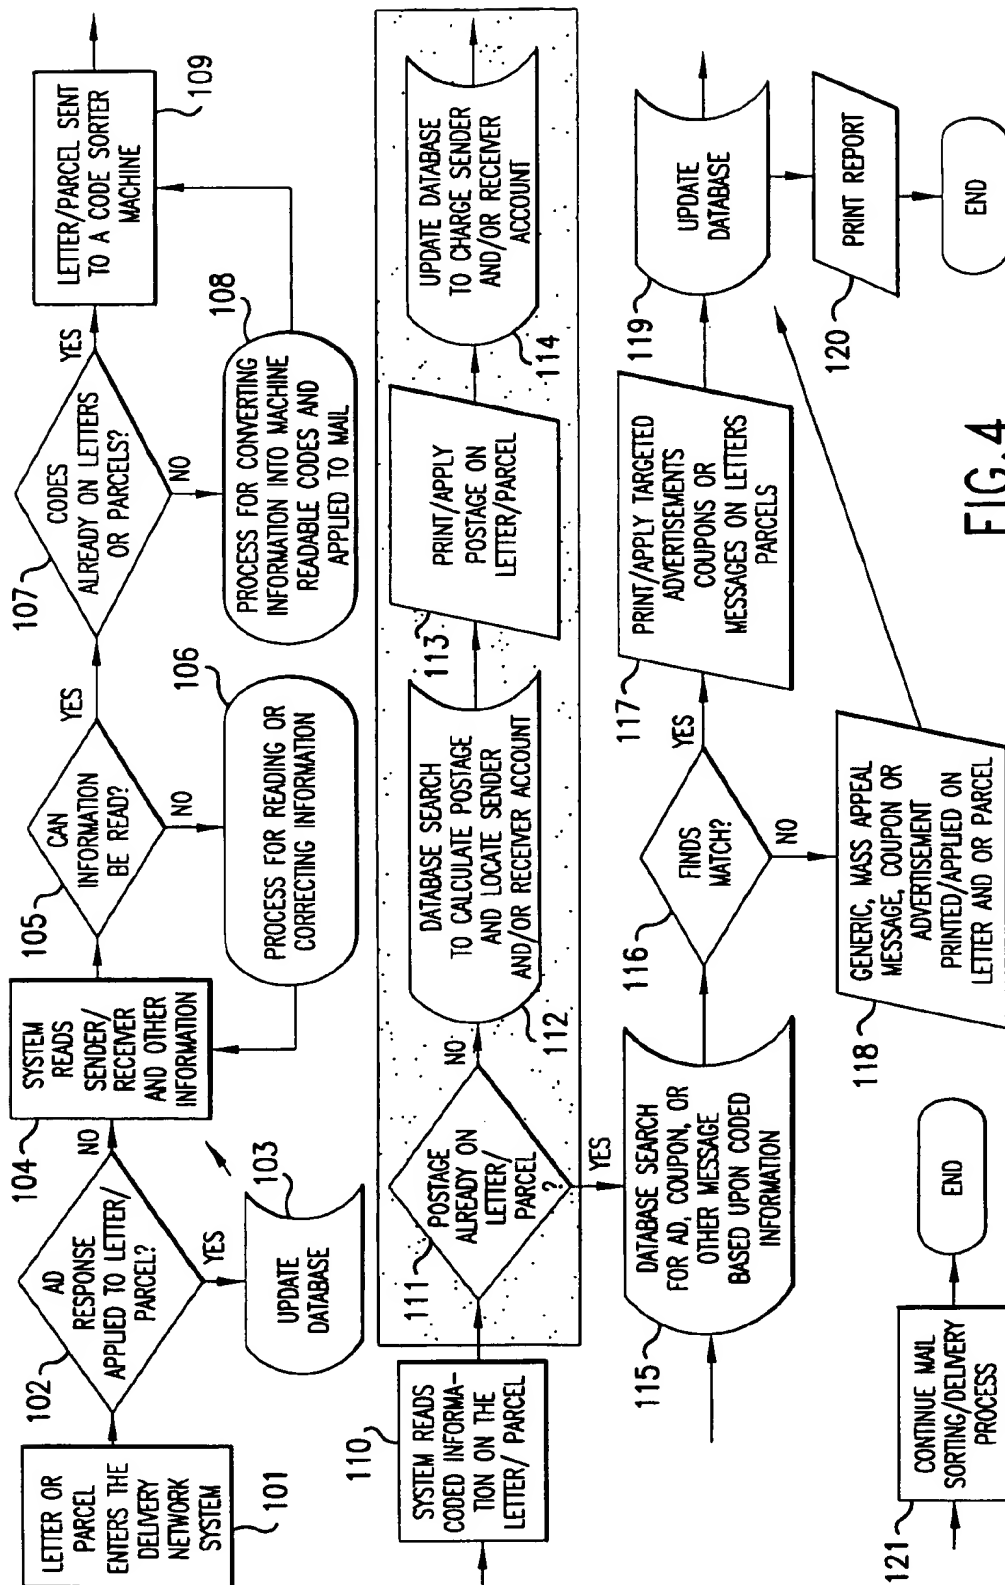 LETTER OR
PARCEL
ENTERS THE
DELIVERY
NETWORK
SYSTEM
101
102
AD
RESPONSE
APPLIED TO LETTER/
PARCEL?
NO
YES
UPDATE
DATABASE
103
104
SYSTEM
READS
SENDER/
RECEIVER
AND OTHER
INFORMATION
105
CAN
INFORMATION
BE READ?
YES
NO
106
PROCESS FOR READING OR
CORRECTING INFORMATION
107
CODES
ALREADY ON LETTERS
OR PARCELS?
YES
NO
108
PROCESS FOR CONVERTING
INFORMATION INTO MACHINE
READABLE CODES AND
APPLIED TO MAIL
LETTER/PARCEL SENT
TO A CODE SORTER
MACHINE
109
110
SYSTEM READS
CODED INFORMA-
TION ON THE
LETTER/ PARCEL
111
POSTAGE
ALREADY ON
LETTER/
PARCEL
?
NO
YES
112
DATABASE SEARCH
TO CALCULATE POSTAGE
AND LOCATE SENDER
AND/OR RECEIVER ACCOUNT
113
PRINT/APPLY
POSTAGE ON
LETTER/PARCEL
114
UPDATE DATABASE
TO CHARGE SENDER
AND/OR RECEIVER
ACCOUNT
115
DATABASE SEARCH
FOR AD, COUPON, OR
OTHER MESSAGE
BASED UPON CODED
INFORMATION
116
FINDS
MATCH?
YES
NO
117
PRINT/APPLY TARGETED
ADVERTISEMENTS
COUPONS OR
MESSAGES ON LETTERS
PARCELS
118
GENERIC, MASS APPEAL
MESSAGE, COUPON OR
ADVERTISEMENT
PRINTED/APPLIED ON
LETTER AND OR PARCEL
119
UPDATE
DATABASE
120
PRINT REPORT
END
121
CONTINUE MAIL
SORTING/DELIVERY
PROCESS
END
FIG.4